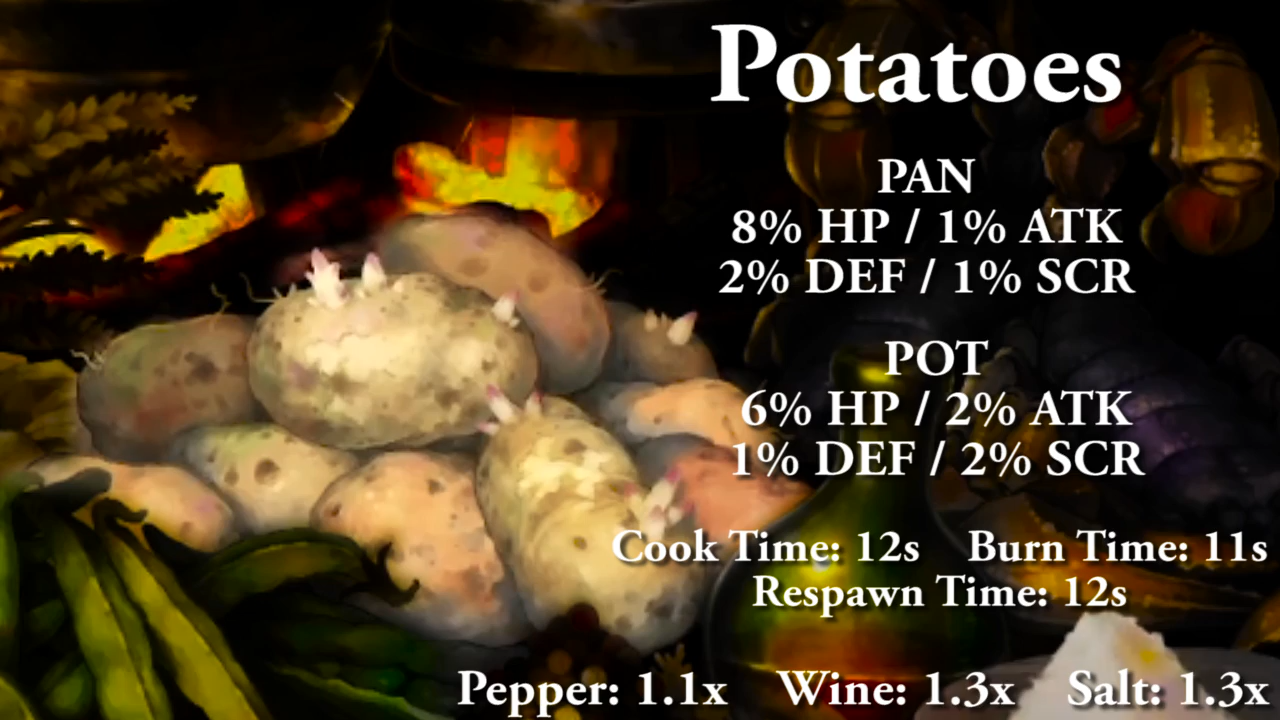 Potatoes
PAN
8% HP / 1% ATK
2% DEF / 1% SCR
POT
6% HP / 2% ATK
1% DEF / 2% SCR
Cook Time: 12s Burn Time: 11s
Respawn Time: 12s
Pepper: 1.1x Wine: 1.3x Salt: 1.3x